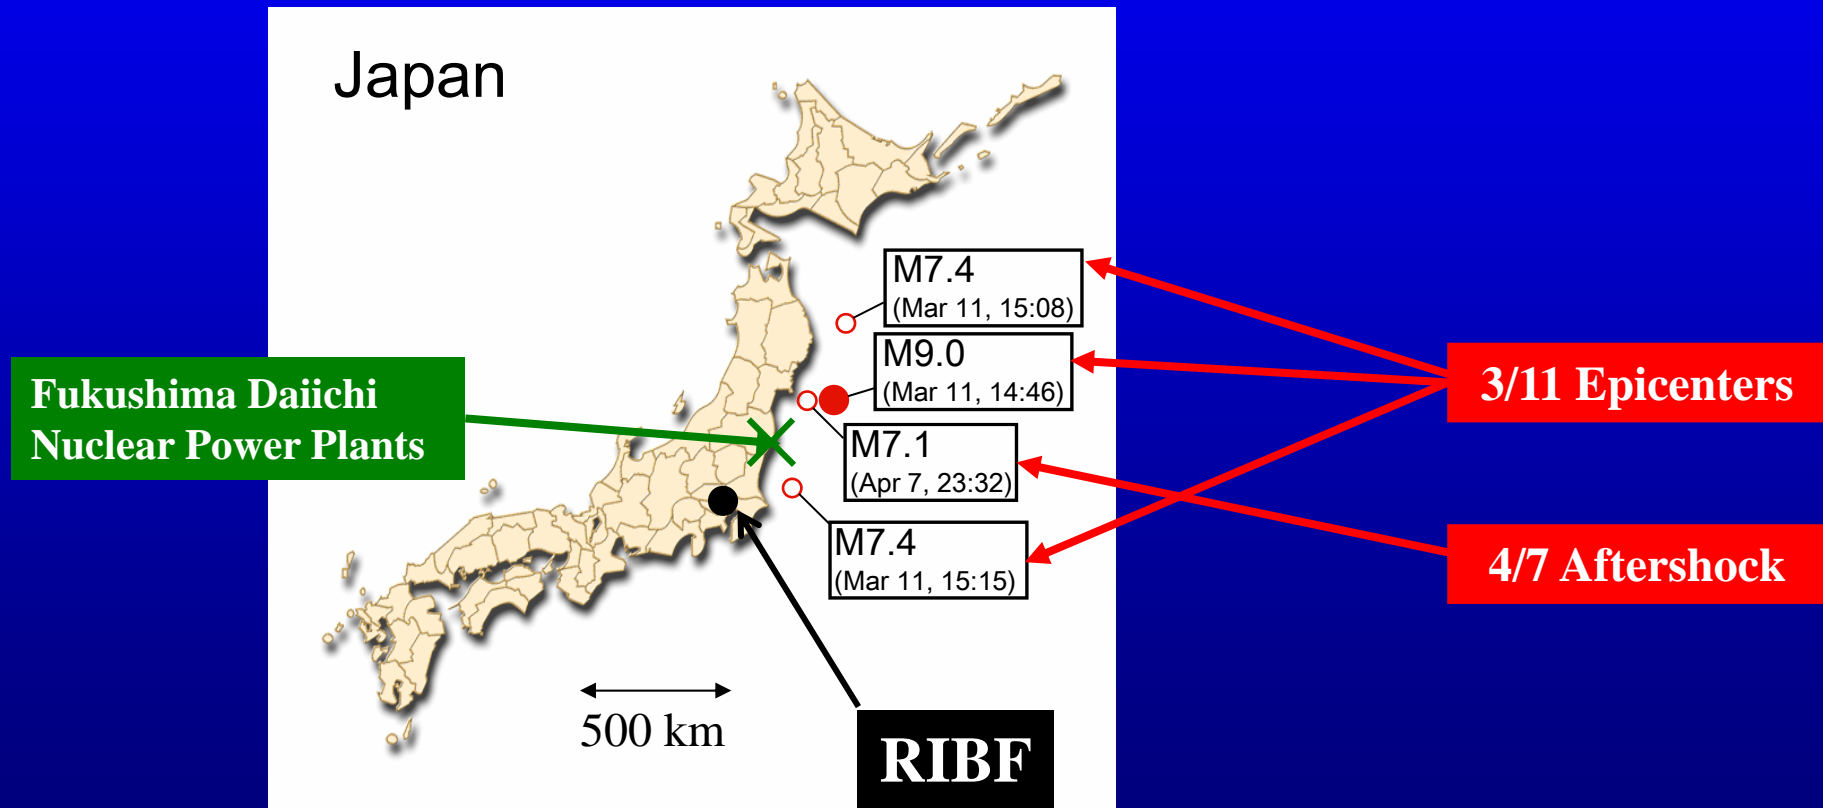 Japan
M7.4
(Mar 11, 15:08)
M9.0
(Mar 11, 14:46)
3/11 Epicenters
Fukushima Daiichi
Nuclear Power Plants
M7.1
(Apr 7, 23:32)
M7.4
(Mar 11, 15:15)
4/7 Aftershock
500 km
RIBF